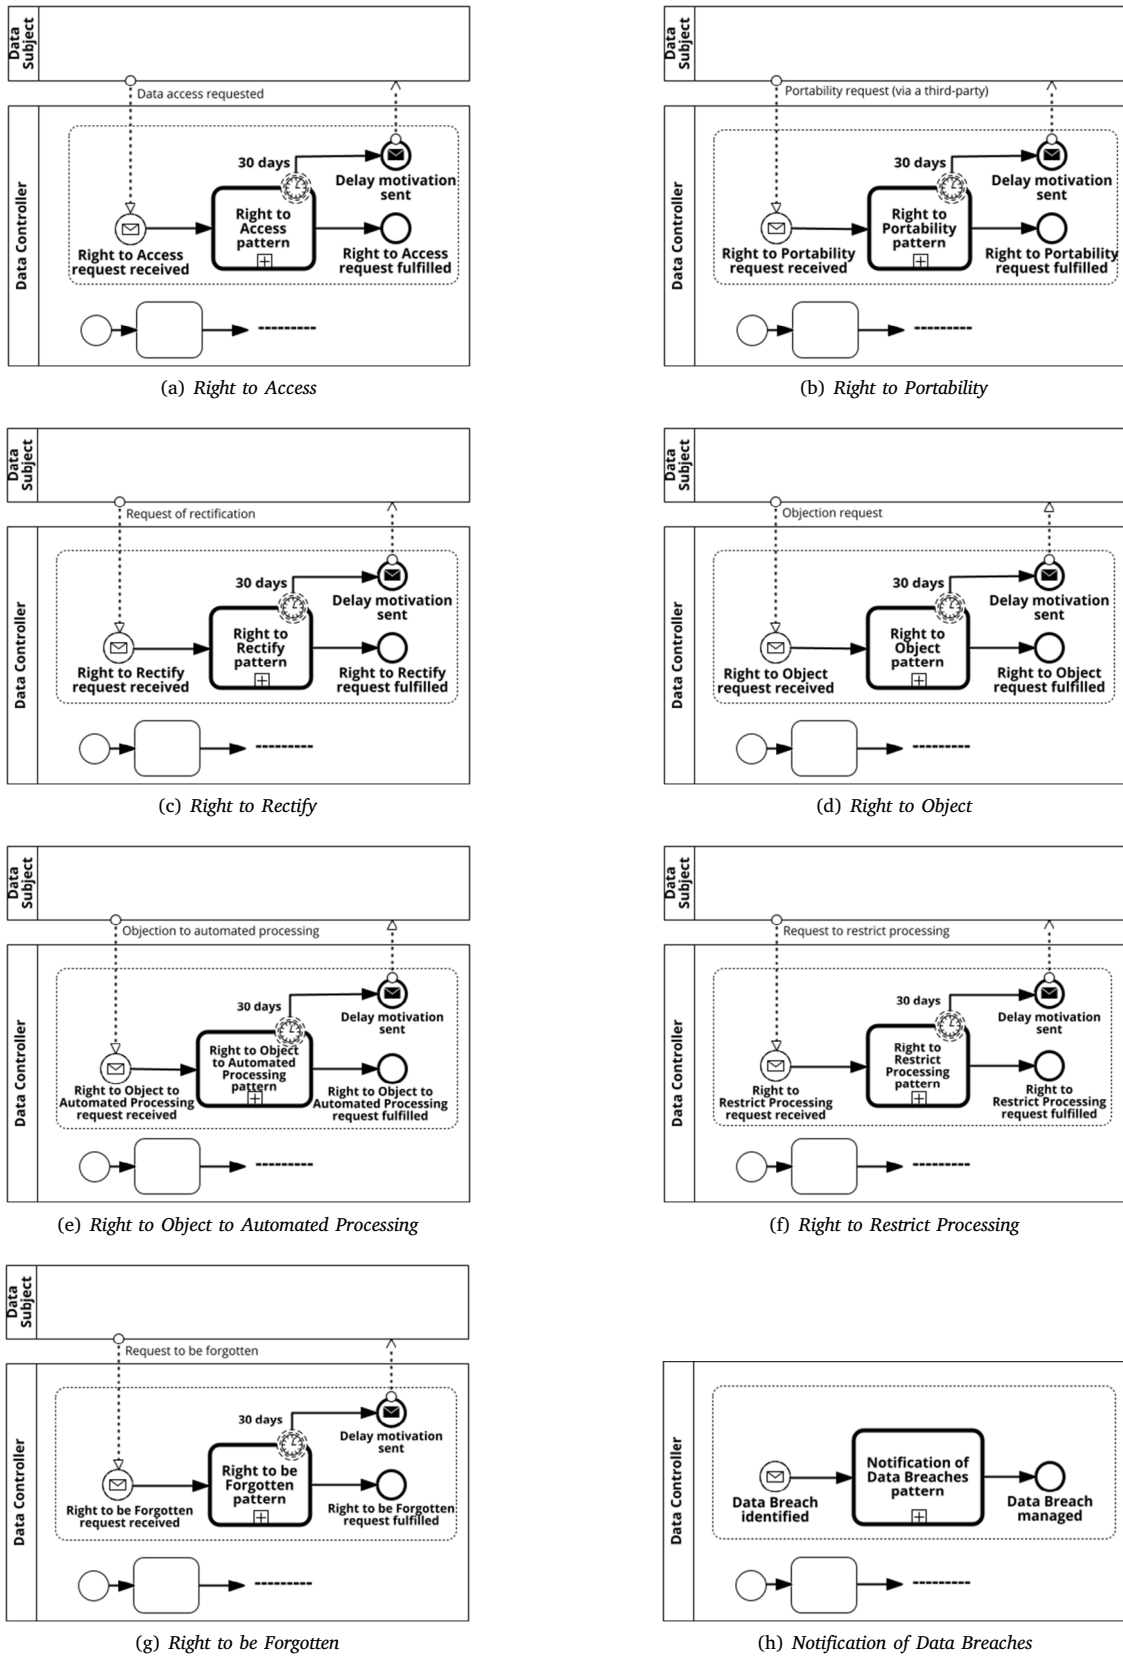 Data
Subject
Data access requested
Data Controller
30 days
Delay motivation
sent
Right to
Access
pattern
Right to Access
request received
Right to Access
request fulfilled
(a) Right to Access
Data
Subject
Portability request (via a third-party)
Data Controller
30 days
Delay motivation
sent
Right to
Portability
pattern
Right to Portability
request received
Right to Portability
request fulfilled
(b) Right to Portability
Data
Subject
Request of rectification
Data Controller
30 days
Delay motivation
sent
Right to
Rectify
pattern
Right to Rectify
request received
Right to Rectify
request fulfilled
(c) Right to Rectify
Data
Subject
Objection request
Data Controller
30 days
Delay motivation
sent
Right to
Object
pattern
Right to Object
request received
Right to Object
request fulfilled
(d) Right to Object
Data
Subject
Objection to automated processing
Data Controller
30 days
Delay motivation
sent
Right to Object
to Automated
Processing
pattern
Right to Object to
Automated Processing
request received
Right to Object to
Automated Processing
request fulfilled
(e) Right to Object to Automated Processing
Data
Subject
Request to restrict processing
Data Controller
30 days
Delay motivation
sent
Right to
Restrict
Processing
pattern
Right to
Restrict Processing
request received
Right to
Restrict Processing
request fulfilled
(f) Right to Restrict Processing
Data
Subject
Request to be forgotten
Data Controller
30 days
Delay motivation
sent
Right to be
Forgotten
pattern
Right to be Forgotten
request received
Right to be Forgotten
request fulfilled
(g) Right to be Forgotten
Data Controller
Notification of
Data Breaches
pattern
Data Breach
identified
Data Breach
managed
(h) Notification of Data Breaches